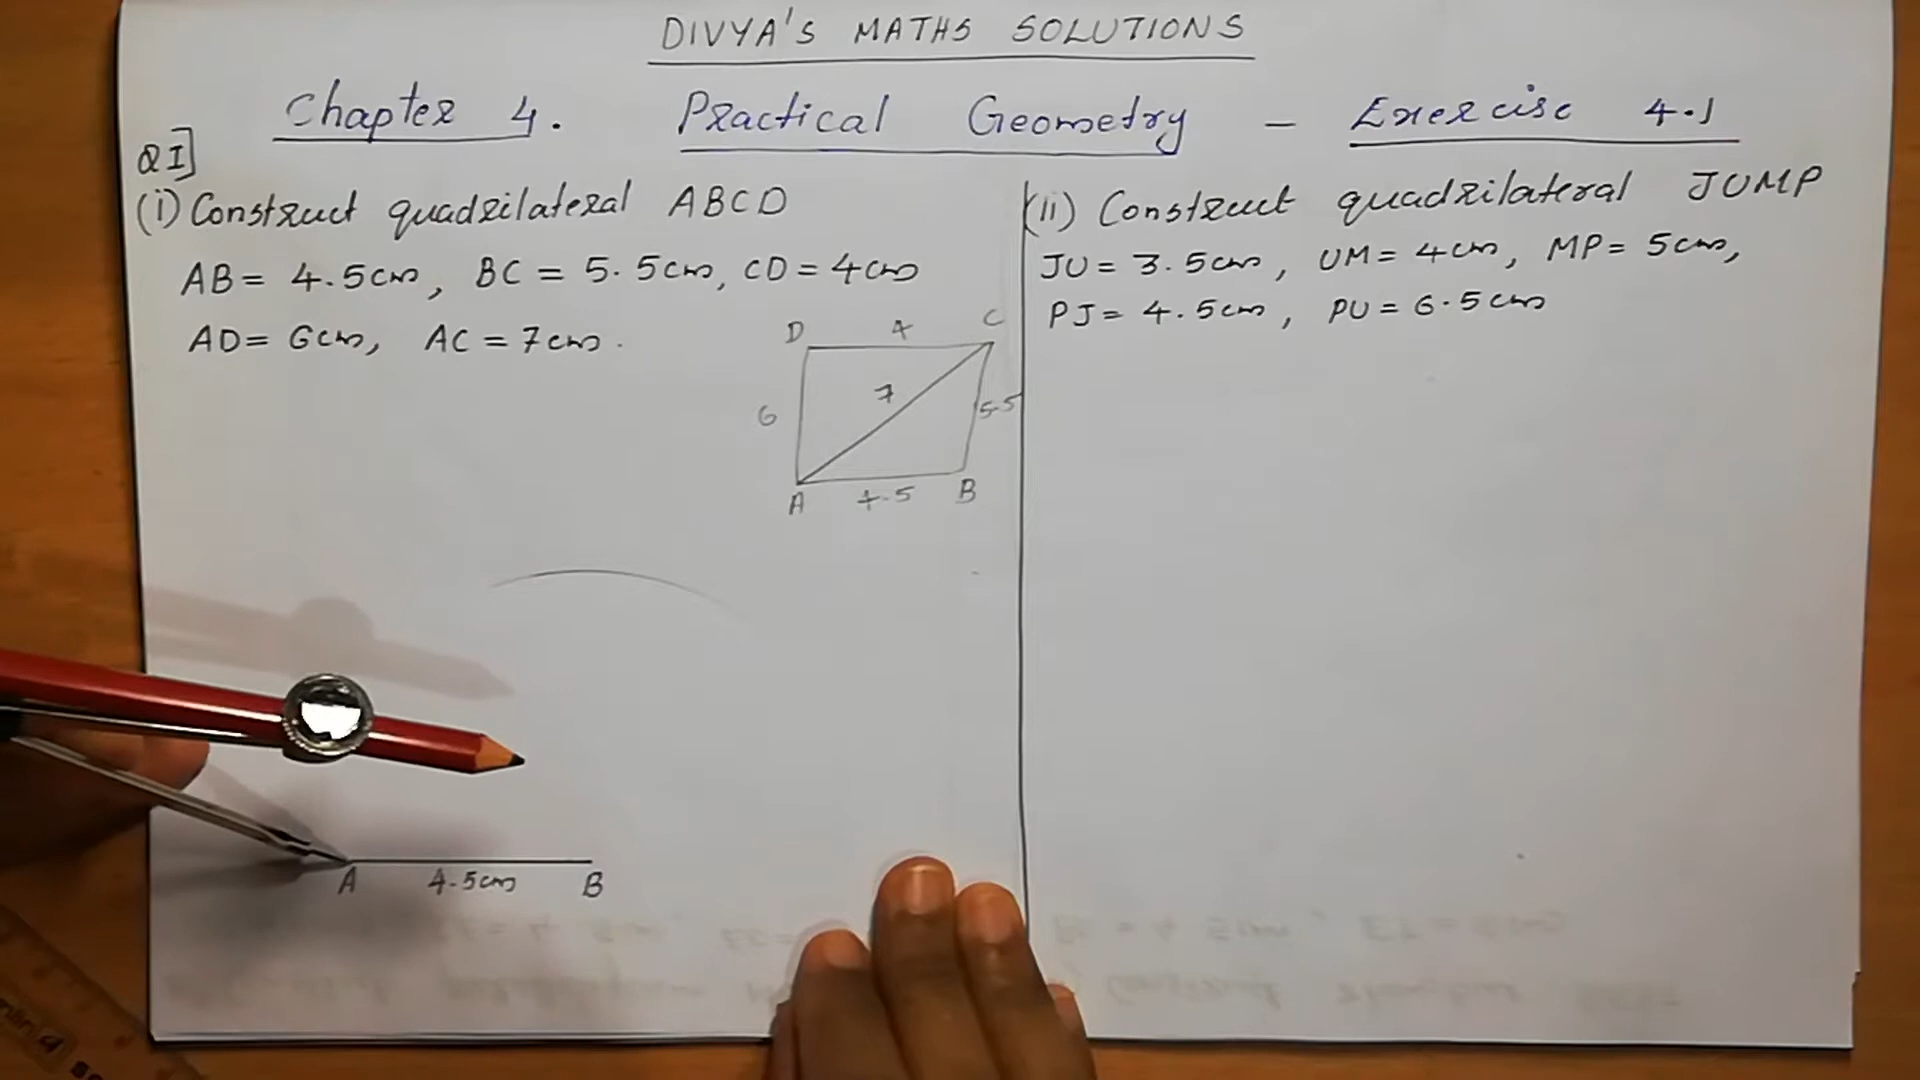 DIVYA'S MATHS SOLUTIONS
Chapter 4. Practical Geometry - Exercise 4.1
Q1]
(i) Construct quadrilateral ABCD
AB = 4.5cm, BC = 5.5cm, CD = 4cm
AD = 6cm, AC = 7cm.
D 4 C
7
6 5.5
A 4.5 B
A 4.5cm B
(ii) Construct quadrilateral JUMP
JU = 3.5cm, UM = 4cm, MP = 5cm,
PJ = 4.5cm, PU = 6.5cm